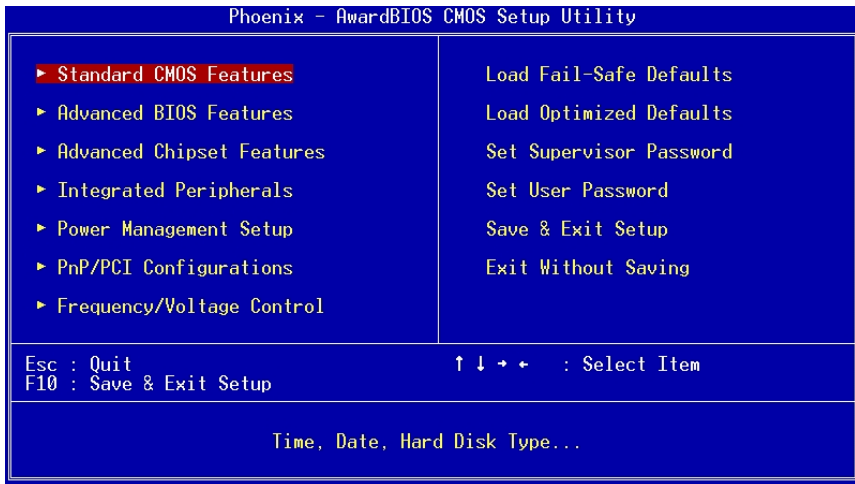 Phoenix - AwardBIOS CMOS Setup Utility
► Standard CMOS Features
► Advanced BIOS Features
► Advanced Chipset Features
► Integrated Peripherals
► Power Management Setup
► PnP/PCI Configurations
► Frequency/Voltage Control
Load Fail-Safe Defaults
Load Optimized Defaults
Set Supervisor Password
Set User Password
Save & Exit Setup
Exit Without Saving
Esc : Quit
F10 : Save & Exit Setup
↑ ↓ → ← : Select Item
Time, Date, Hard Disk Type...